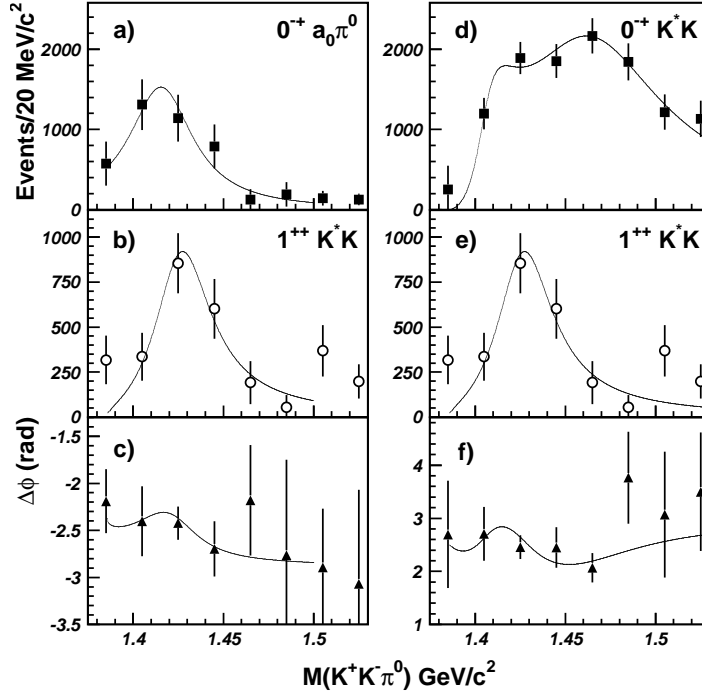 a) 0⁻⁺ a₀π⁰
d) 0⁻⁺ K*K
Events/20 MeV/c²
2000
1000
0
2000
1000
0
b) 1⁺⁺ K*K
e) 1⁺⁺ K*K
1000
750
500
250
0
1000
750
500
250
0
c)
f)
Δϕ (rad)
-1.5
-2
-2.5
-3
-3.5
4
3
2
1
1.4 1.45 1.5
1.4 1.45 1.5
M(K⁺K⁻π⁰) GeV/c²